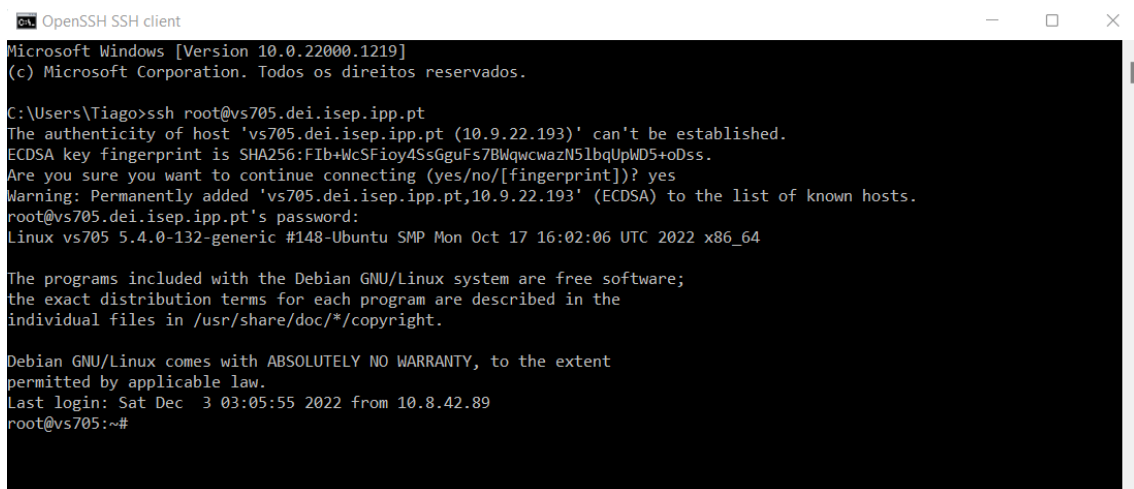 OpenSSH SSH client
Microsoft Windows [Version 10.0.22000.1219]
(c) Microsoft Corporation. Todos os direitos reservados.
C:\Users\Tiago>ssh root@vs705.dei.isep.ipp.pt
The authenticity of host 'vs705.dei.isep.ipp.pt (10.9.22.193)' can't be established.
ECDSA key fingerprint is SHA256:FIb+WcSFioy4SsGguFs7BWqwcwazN5lbqUpWD5+oDss.
Are you sure you want to continue connecting (yes/no/[fingerprint])? yes
Warning: Permanently added 'vs705.dei.isep.ipp.pt,10.9.22.193' (ECDSA) to the list of known hosts.
root@vs705.dei.isep.ipp.pt's password:
Linux vs705 5.4.0-132-generic #148-Ubuntu SMP Mon Oct 17 16:02:06 UTC 2022 x86_64
The programs included with the Debian GNU/Linux system are free software;
the exact distribution terms for each program are described in the
individual files in /usr/share/doc/*/copyright.
Debian GNU/Linux comes with ABSOLUTELY NO WARRANTY, to the extent
permitted by applicable law.
Last login: Sat Dec  3 03:05:55 2022 from 10.8.42.89
root@vs705:~#